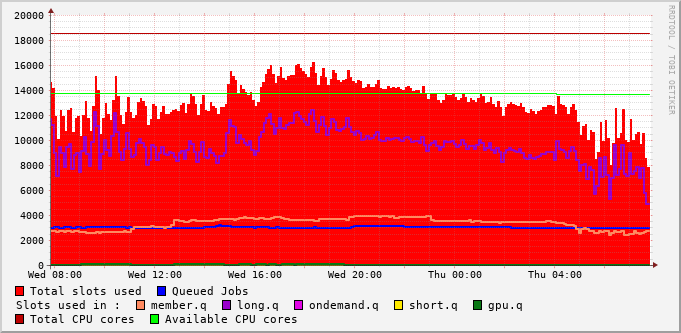 RRDTOOL / TOBI OETIKER
20000
18000
16000
14000
12000
10000
8000
6000
4000
2000
0
Wed 08:00 Wed 12:00 Wed 16:00 Wed 20:00 Thu 00:00 Thu 04:00
Total slots used Queued Jobs
Slots used in : member.q long.q ondemand.q short.q gpu.q
Total CPU cores Available CPU cores